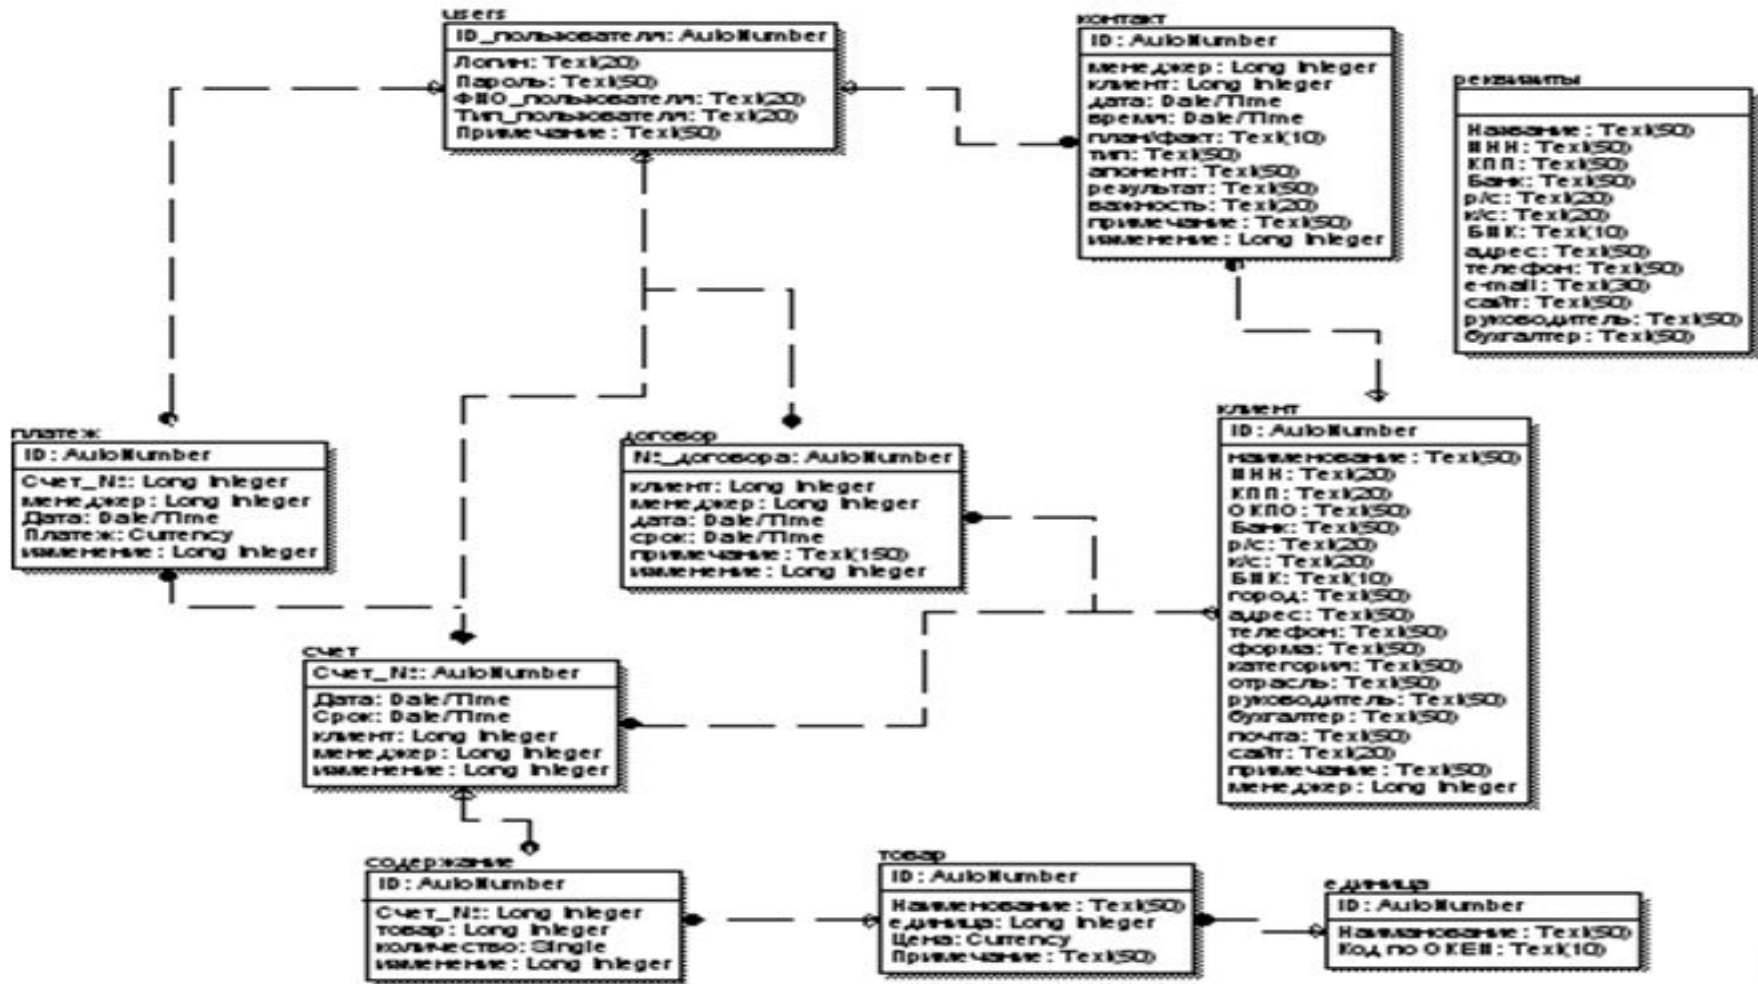 users
ID_пользователя: AutoNumber
Логин: Text(20)
Пароль: Text(50)
ФИО_пользователя: Text(20)
Тип_пользователя: Text(20)
Примечание: Text(50)
контакт
ID: AutoNumber
менеджер: Long Integer
клиент: Long Integer
дата: Date/Time
время: Date/Time
план/факт: Text(10)
тип: Text(50)
апонент: Text(50)
результат: Text(50)
важность: Text(20)
примечание: Text(50)
изменение: Long Integer
реквизиты
Название: Text(50)
ИНН: Text(50)
КПП: Text(50)
Банк: Text(50)
р/с: Text(20)
к/с: Text(20)
БИК: Text(10)
адрес: Text(50)
телефон: Text(50)
e-mail: Text(30)
сайт: Text(50)
руководитель: Text(50)
бухгалтер: Text(50)
платеж
ID: AutoNumber
Счет_№: Long Integer
менеджер: Long Integer
Дата: Date/Time
Платеж: Currency
изменение: Long Integer
договор
№_договора: AutoNumber
клиент: Long Integer
менеджер: Long Integer
дата: Date/Time
срок: Date/Time
примечание: Text(150)
изменение: Long Integer
клиент
ID: AutoNumber
наименование: Text(50)
ИНН: Text(20)
КПП: Text(20)
ОКПО: Text(50)
Банк: Text(50)
р/с: Text(20)
к/с: Text(20)
БИК: Text(10)
город: Text(50)
адрес: Text(50)
телефон: Text(50)
форма: Text(50)
категория: Text(50)
отрасль: Text(50)
руководитель: Text(50)
бухгалтер: Text(50)
почта: Text(50)
сайт: Text(20)
примечание: Text(50)
менеджер: Long Integer
счет
Счет_№: AutoNumber
Дата: Date/Time
Срок: Date/Time
клиент: Long Integer
менеджер: Long Integer
изменение: Long Integer
содержание
ID: AutoNumber
Счет_№: Long Integer
товар: Long Integer
количество: Single
изменение: Long Integer
товар
ID: AutoNumber
Наименование: Text(50)
единица: Long Integer
Цена: Currency
Примечание: Text(50)
единица
ID: AutoNumber
Наиманование: Text(50)
Код по ОКЕИ: Text(10)